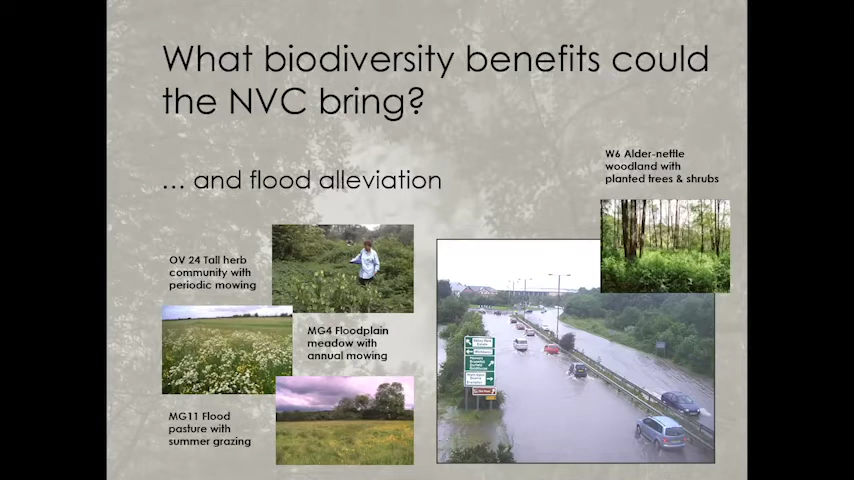 What biodiversity benefits could
the NVC bring?
… and flood alleviation
W6 Alder-nettle
woodland with
planted trees & shrubs
OV 24 Tall herb
community with
periodic mowing
MG4 Floodplain
meadow with
annual mowing
MG11 Flood
pasture with
summer grazing